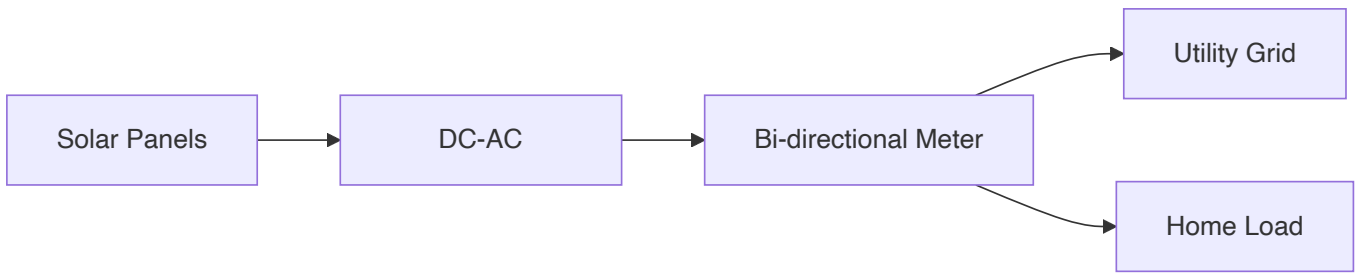 Solar Panels
DC-AC
Bi-directional Meter
Utility Grid
Home Load